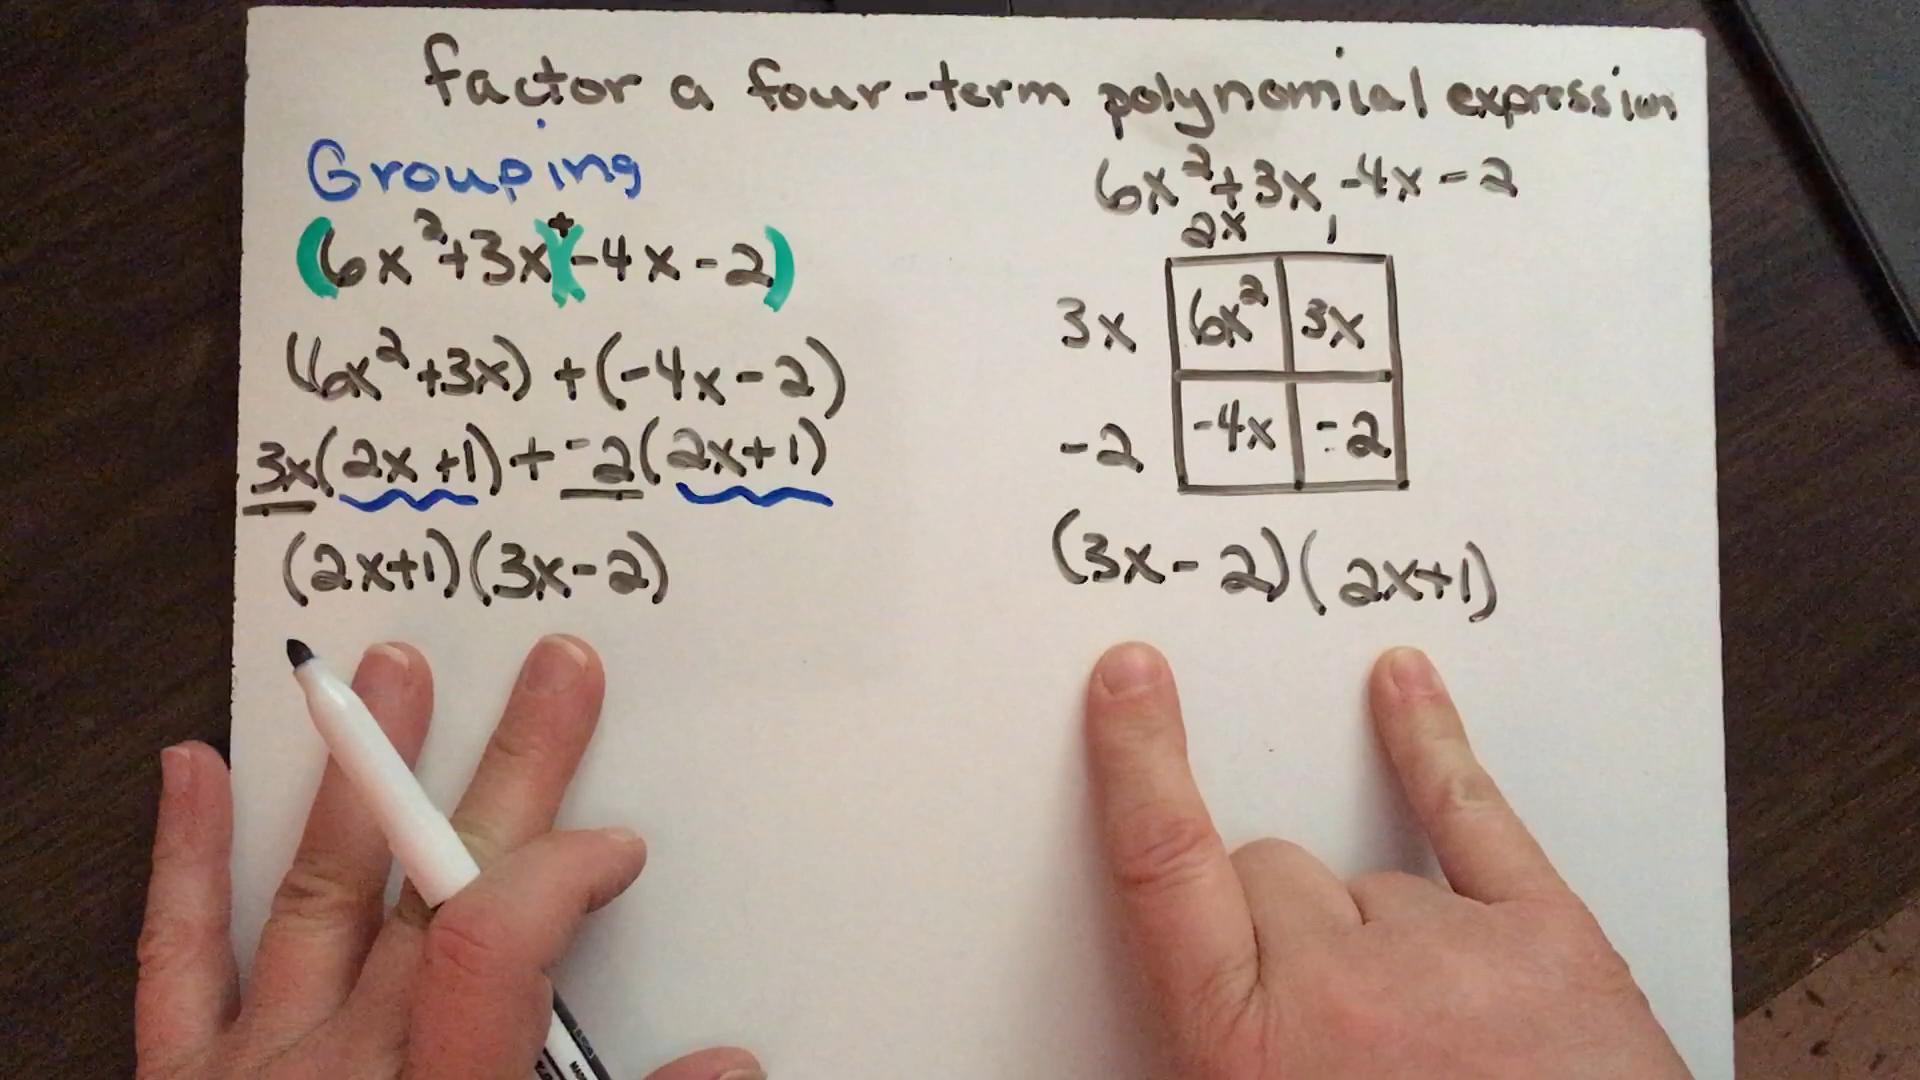 factor a four-term polynomial expression
Grouping
(6x²+3x)+(-4x-2)
(6x²+3x)+(-4x-2)
3x(2x+1)+-2(2x+1)
(2x+1)(3x-2)
6x²+3x-4x-2
2x 1
3x 6x² 3x
-2 -4x -2
(3x-2)(2x+1)